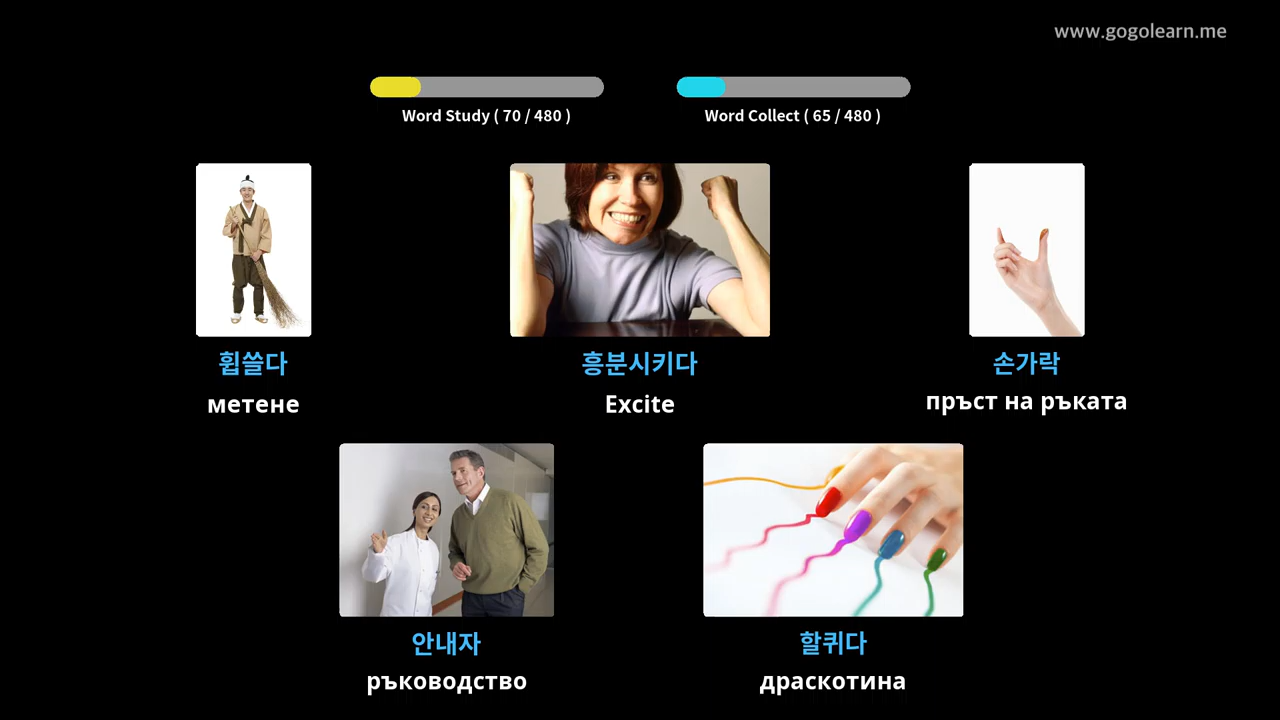 www.gogolearn.me
Word Study ( 70 / 480 )
Word Collect ( 65 / 480 )
휩쓸다
метене
흥분시키다
Excite
손가락
пръст на ръката
안내자
ръководство
할퀴다
драскотина